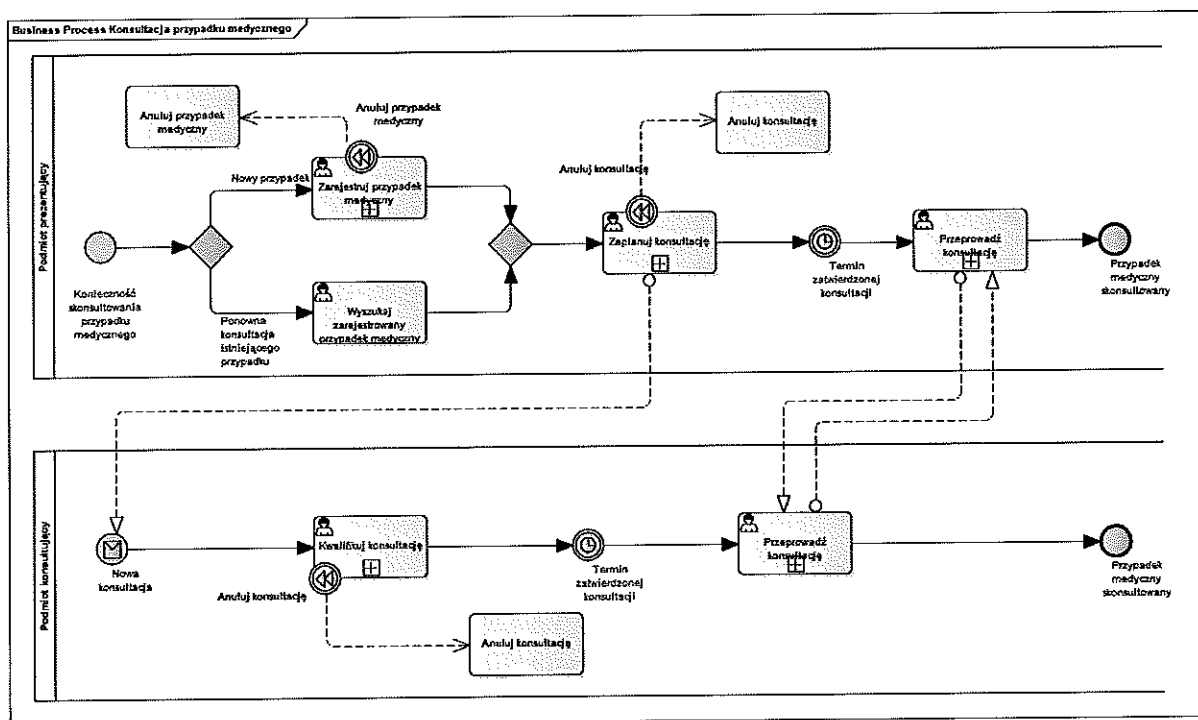 Business Process Konsultacja przypadku medycznego
Podmiot prezentujący
Anuluj przypadek
medyczny
Anuluj przypadek
medyczny
Anuluj konsultację
Anuluj konsultację
Nowy przypadek
Zarejestruj przypadek
medyczny
Zaplanuj konsultację
Przeprowadź
konsultację
Termin
zatwierdzonej
konsultacji
Przypadek
medyczny
skonsultowany
Konieczność
skonsultowania
przypadku
medycznego
Ponowna
konsultacja
istniejącego
przypadku
Wyszukaj
zarejestrowany
przypadek medyczny
Podmiot konsultujący
Nowa
konsultacja
Kwalifikuj konsultację
Anuluj konsultację
Termin
zatwierdzonej
konsultacji
Przeprowadź
konsultację
Przypadek
medyczny
skonsultowany
Anuluj konsultację